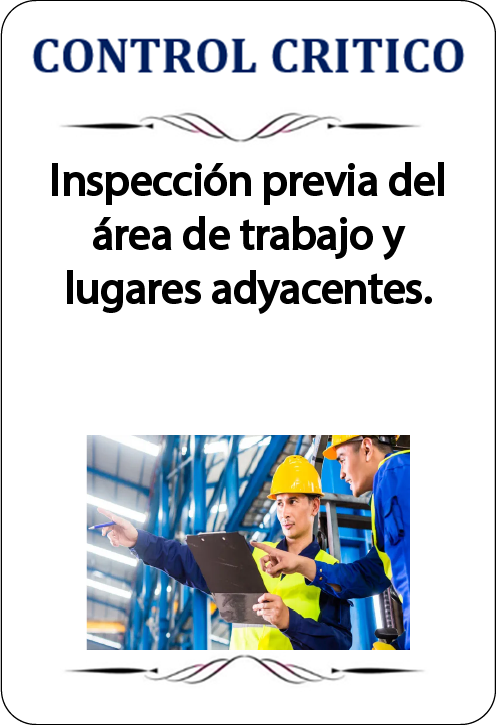 CONTROL CRITICO
Inspección previa del
área de trabajo y
lugares adyacentes.